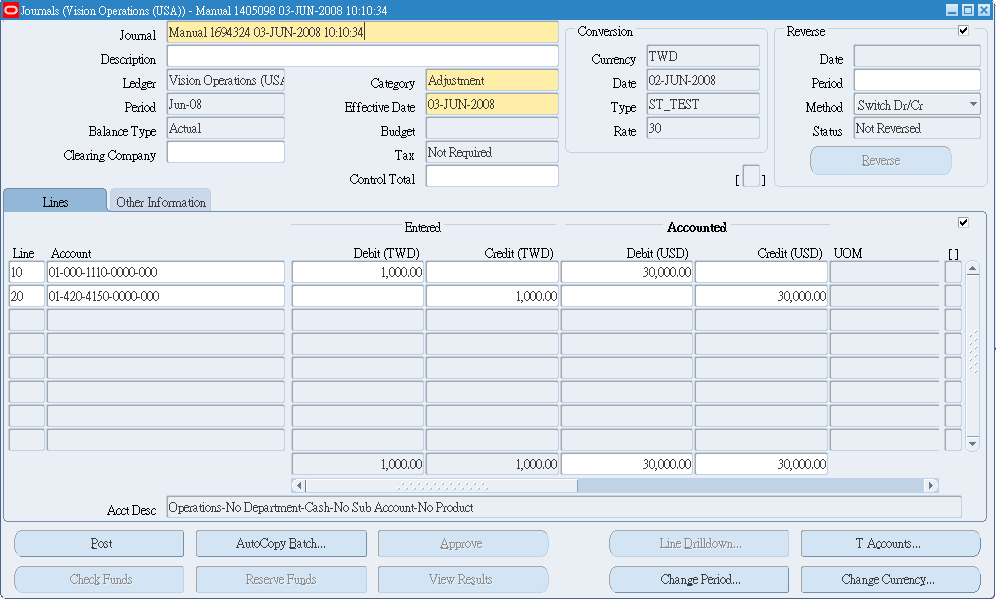 Journals (Vision Operations (USA)) - Manual 1405098 03-JUN-2008 10:10:34
Journal Manual 1694324 03-JUN-2008 10:10:34
Description
Ledger Vision Operations (USA
Category Adjustment
Period Jun-08
Effective Date 03-JUN-2008
Balance Type Actual
Budget
Clearing Company
Tax Not Required
Control Total
Conversion
Currency TWD
Date 02-JUN-2008
Type ST_TEST
Rate 30
Reverse
Date
Period
Method Switch Dr/Cr
Status Not Reversed
Reverse
[ ]
Lines Other Information
Entered Accounted
Line Account Debit (TWD) Credit (TWD) Debit (USD) Credit (USD) UOM [ ]
10 01-000-1110-0000-000 1,000.00 30,000.00
20 01-420-4150-0000-000 1,000.00 30,000.00
1,000.00 1,000.00 30,000.00 30,000.00
Acct Desc Operations-No Department-Cash-No Sub Account-No Product
Post AutoCopy Batch... Approve Line Drilldown... T Accounts...
Check Funds Reserve Funds View Results Change Period... Change Currency...